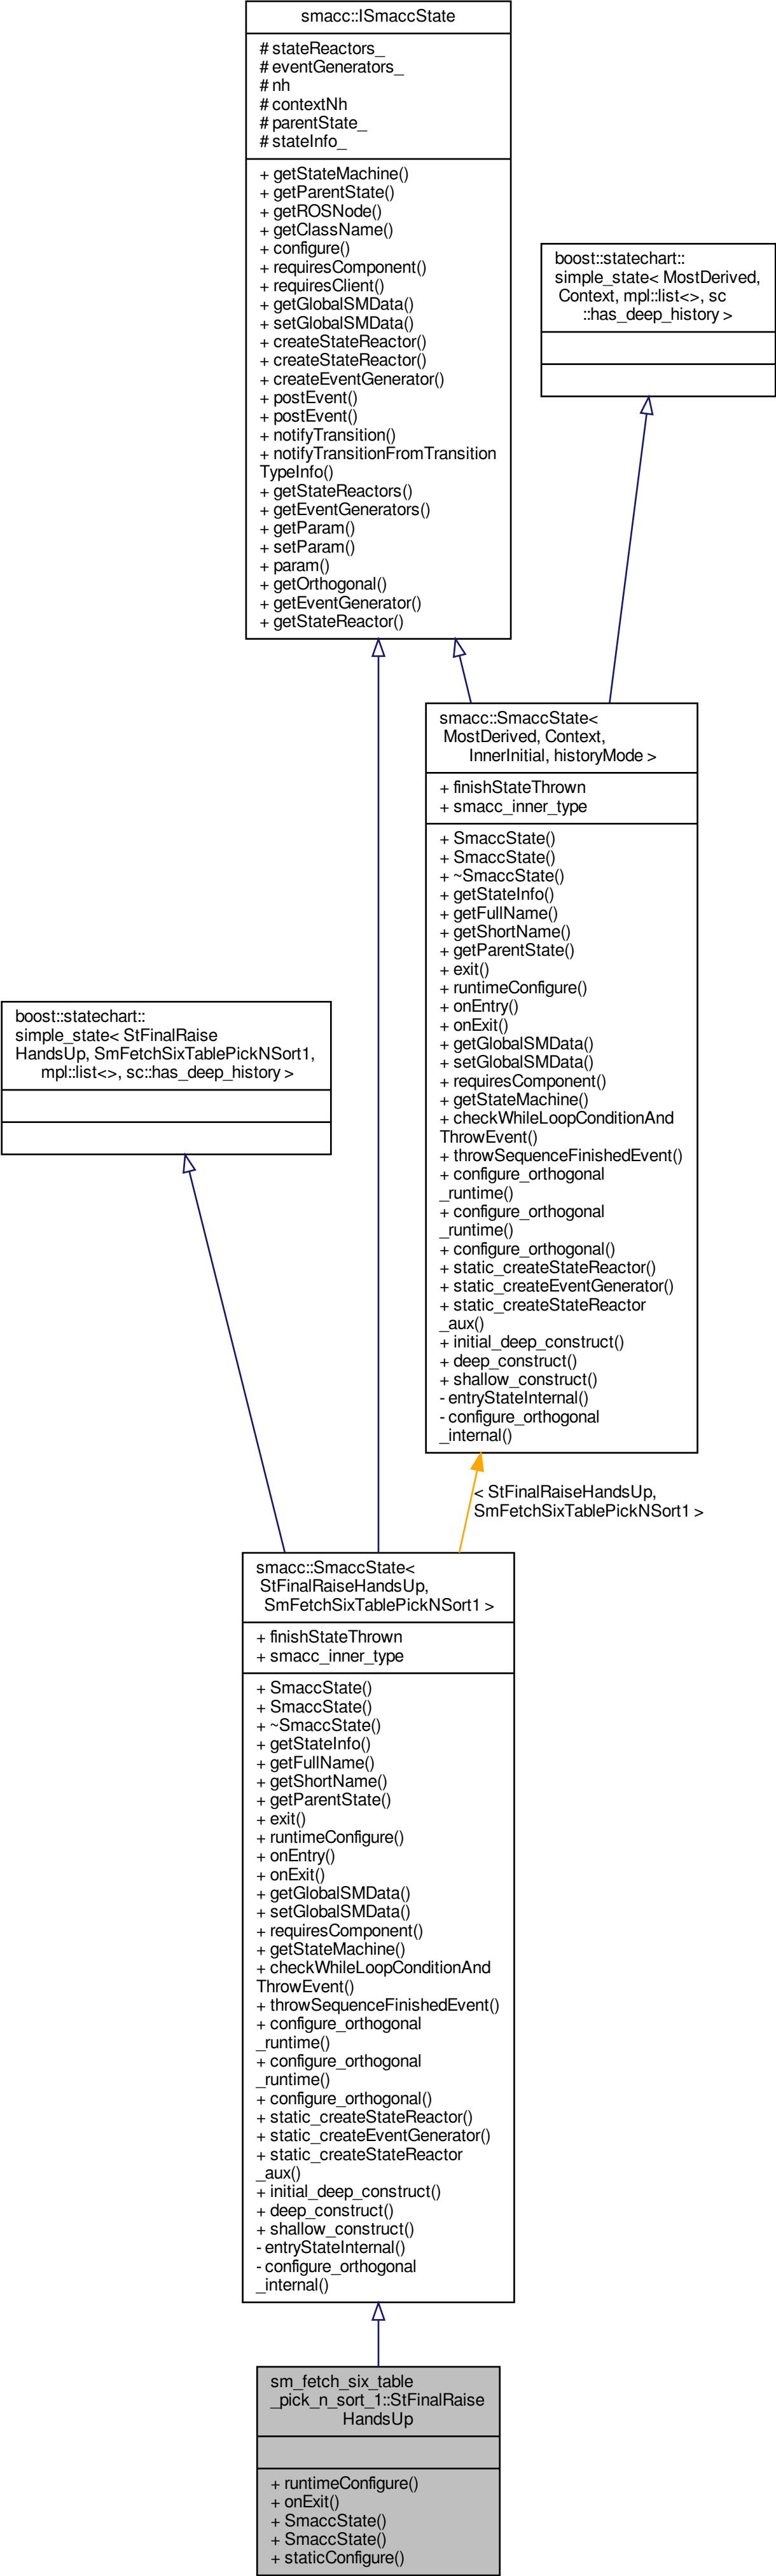 smacc::ISmaccState
# stateReactors_
# eventGenerators_
# nh
# contextNh
# parentState_
# stateInfo_
+ getStateMachine()
+ getParentState()
+ getROSNode()
+ getClassName()
+ configure()
+ requiresComponent()
+ requiresClient()
+ getGlobalSMData()
+ setGlobalSMData()
+ createStateReactor()
+ createStateReactor()
+ createEventGenerator()
+ postEvent()
+ postEvent()
+ notifyTransition()
+ notifyTransitionFromTransition
TypeInfo()
+ getStateReactors()
+ getEventGenerators()
+ getParam()
+ setParam()
+ param()
+ getOrthogonal()
+ getEventGenerator()
+ getStateReactor()
boost::statechart::
simple_state< MostDerived,
Context, mpl::list<>, sc
::has_deep_history >
smacc::SmaccState<
MostDerived, Context,
InnerInitial, historyMode >
+ finishStateThrown
+ smacc_inner_type
+ SmaccState()
+ SmaccState()
+ ~SmaccState()
+ getStateInfo()
+ getFullName()
+ getShortName()
+ getParentState()
+ exit()
+ runtimeConfigure()
+ onEntry()
+ onExit()
+ getGlobalSMData()
+ setGlobalSMData()
+ requiresComponent()
+ getStateMachine()
+ checkWhileLoopConditionAnd
ThrowEvent()
+ throwSequenceFinishedEvent()
+ configure_orthogonal
_runtime()
+ configure_orthogonal
_runtime()
+ configure_orthogonal()
+ static_createStateReactor()
+ static_createEventGenerator()
+ static_createStateReactor
_aux()
+ initial_deep_construct()
+ deep_construct()
+ shallow_construct()
- entryStateInternal()
- configure_orthogonal
_internal()
boost::statechart::
simple_state< StFinalRaise
HandsUp, SmFetchSixTablePickNSort1,
mpl::list<>, sc::has_deep_history >
< StFinalRaiseHandsUp,
SmFetchSixTablePickNSort1 >
smacc::SmaccState<
StFinalRaiseHandsUp,
SmFetchSixTablePickNSort1 >
+ finishStateThrown
+ smacc_inner_type
+ SmaccState()
+ SmaccState()
+ ~SmaccState()
+ getStateInfo()
+ getFullName()
+ getShortName()
+ getParentState()
+ exit()
+ runtimeConfigure()
+ onEntry()
+ onExit()
+ getGlobalSMData()
+ setGlobalSMData()
+ requiresComponent()
+ getStateMachine()
+ checkWhileLoopConditionAnd
ThrowEvent()
+ throwSequenceFinishedEvent()
+ configure_orthogonal
_runtime()
+ configure_orthogonal
_runtime()
+ configure_orthogonal()
+ static_createStateReactor()
+ static_createEventGenerator()
+ static_createStateReactor
_aux()
+ initial_deep_construct()
+ deep_construct()
+ shallow_construct()
- entryStateInternal()
- configure_orthogonal
_internal()
sm_fetch_six_table
_pick_n_sort_1::StFinalRaise
HandsUp
+ runtimeConfigure()
+ onExit()
+ SmaccState()
+ SmaccState()
+ staticConfigure()